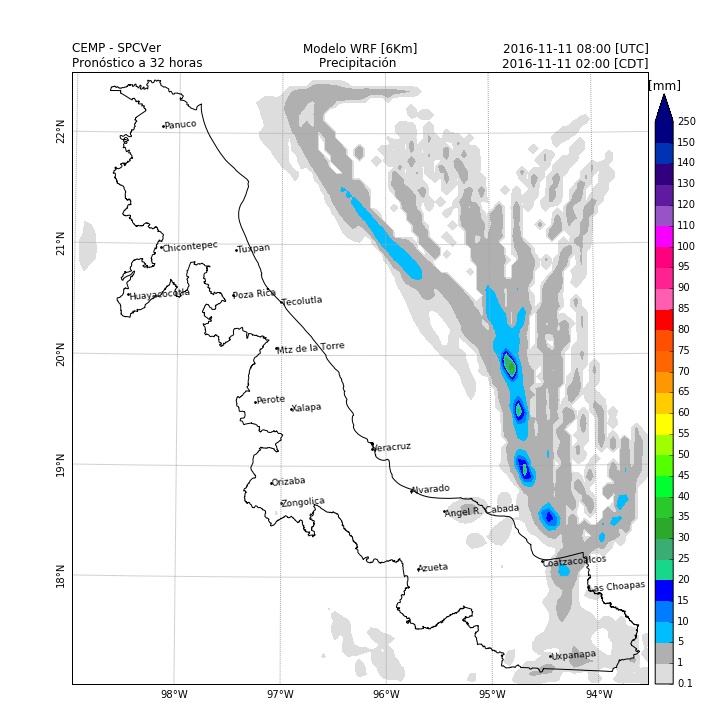 CEMP - SPCVer
Pronóstico a 32 horas
Modelo WRF [6Km]
Precipitación
2016-11-11 08:00 [UTC]
2016-11-11 02:00 [CDT]
[mm]
250
150
140
130
120
110
100
95
90
85
80
75
70
65
60
55
50
45
40
35
30
25
20
15
10
5
1
0.1
22°N
21°N
20°N
19°N
18°N
98°W
97°W
96°W
95°W
94°W
Panuco
Chicontepec
Tuxpan
Huayacocotla
Poza Rica
Tecolutla
Mtz de la Torre
Perote
Xalapa
Veracruz
Orizaba
Alvarado
Zongolica
Angel R. Cabada
Azueta
Coatzacoalcos
Las Choapas
Uxpanapa